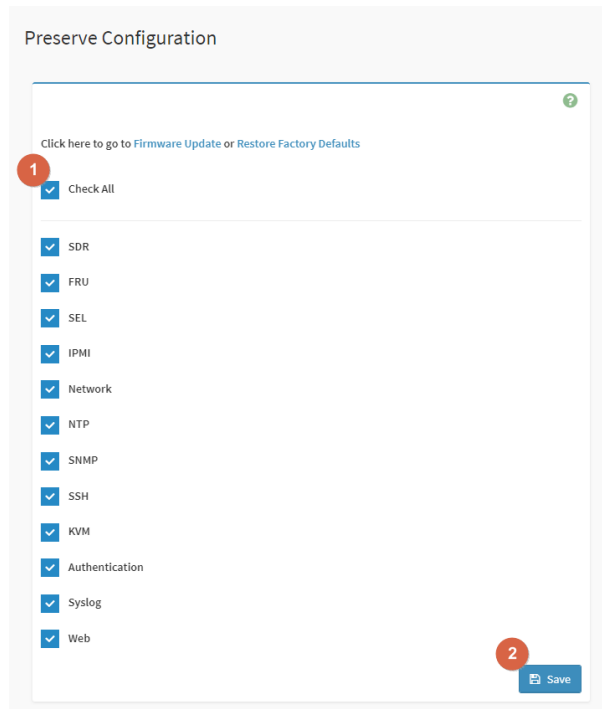 Preserve Configuration
?
Click here to go to Firmware Update or Restore Factory Defaults
1
Check All
SDR
FRU
SEL
IPMI
Network
NTP
SNMP
SSH
KVM
Authentication
Syslog
Web
2
Save